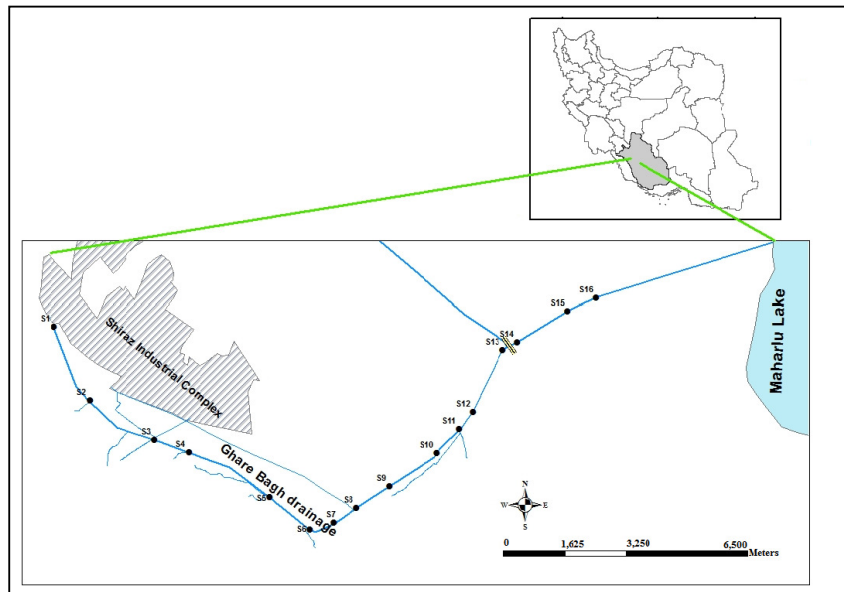 S1
Shiraz Industrial Complex
S2
S3
S4
Ghare Bagh drainage
S5
S6
S7
S8
S9
S10
S11
S12
S13
S14
S15
S16
Maharlu Lake
N
W E
S
0 1,625 3,250 6,500
Meters